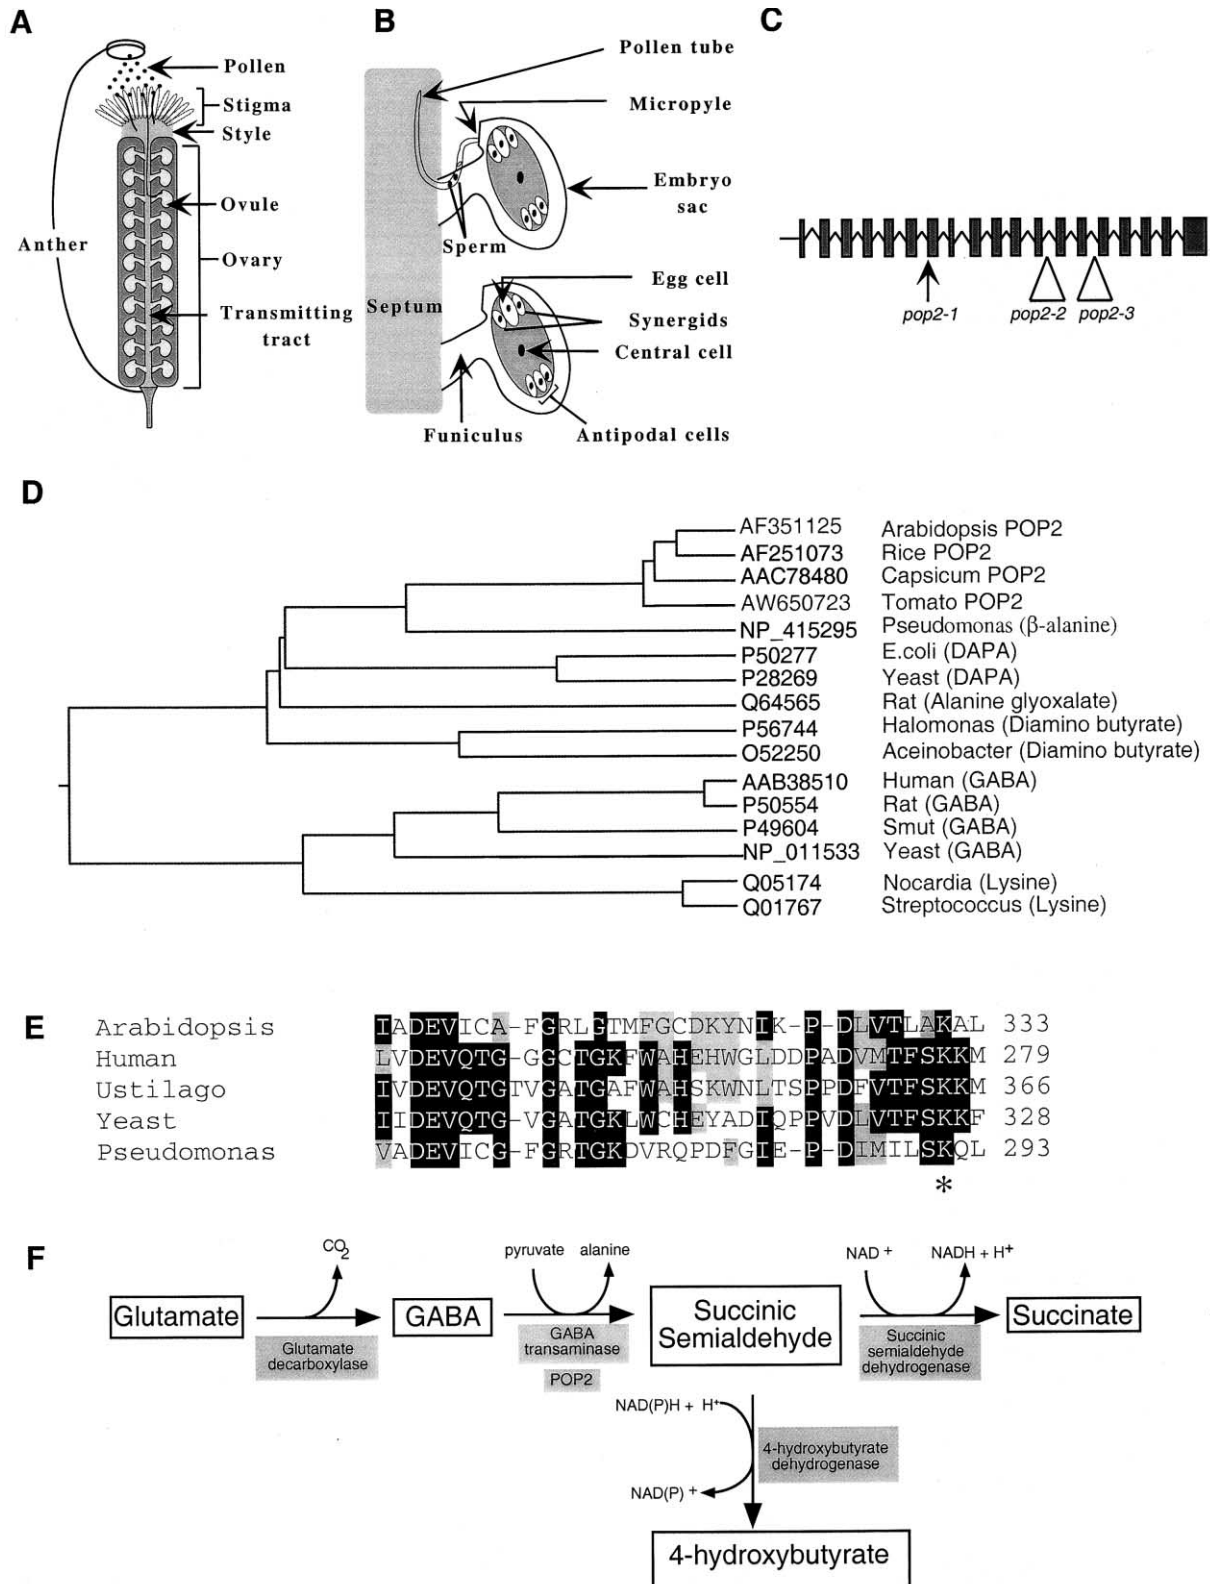 A
Pollen
Stigma
Style
Ovule
Anther
Ovary
Transmitting
tract
B
Pollen tube
Micropyle
Embryo
sac
Sperm
Septum
Egg cell
Synergids
Central cell
Funiculus
Antipodal cells
C
pop2-1
pop2-2
pop2-3
D
AF351125 Arabidopsis POP2
AF251073 Rice POP2
AAC78480 Capsicum POP2
AW650723 Tomato POP2
NP_415295 Pseudomonas (β-alanine)
P50277 E.coli (DAPA)
P28269 Yeast (DAPA)
Q64565 Rat (Alanine glyoxalate)
P56744 Halomonas (Diamino butyrate)
O52250 Aceinobacter (Diamino butyrate)
AAB38510 Human (GABA)
P50554 Rat (GABA)
P49604 Smut (GABA)
NP_011533 Yeast (GABA)
Q05174 Nocardia (Lysine)
Q01767 Streptococcus (Lysine)
E
Arabidopsis IADEVICA-FGRLGTMFGCDKYNIK-P-DLVTLAKAL 333
Human LVDEVQTG-GGCTGKFWAHEHWGLDDPADVMTFSKKM 279
Ustilago IVDEVQTGTVGATGAFWAHSKWNLTSPPDFVTFSKKM 366
Yeast IIDEVQTG-VGATGKLWCHEYADIQPPVDLVTFSKKF 328
Pseudomonas VADEVICG-FGRTGKDVRQPDFGIE-P-DIMILSKQL 293
*
F
CO2
pyruvate alanine
NAD + NADH + H+
Glutamate
GABA
Succinic
Semialdehyde
Succinate
Glutamate
decarboxylase
GABA
transaminase
POP2
Succinic
semialdehyde
dehydrogenase
NAD(P)H + H+
4-hydroxybutyrate
dehydrogenase
NAD(P) +
4-hydroxybutyrate